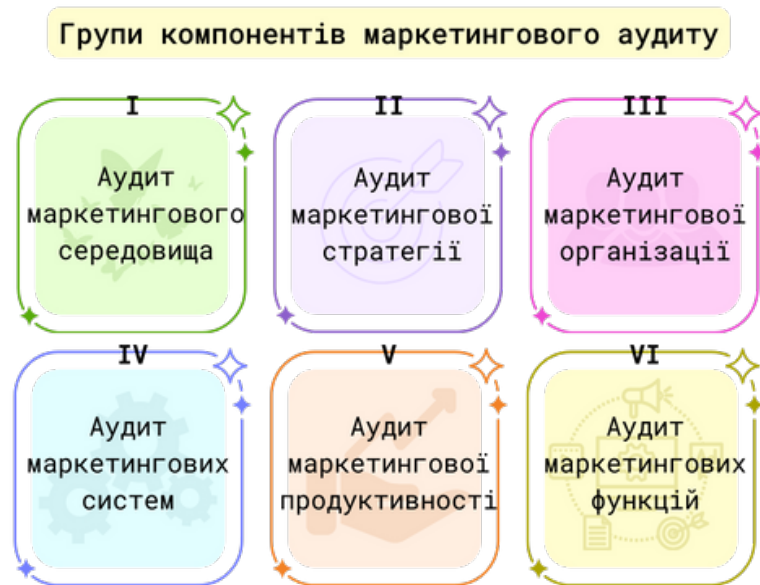 Групи компонентів маркетингового аудиту
I
Аудит
маркетингового
середовища
II
Аудит
маркетингової
стратегії
III
Аудит
маркетингової
організації
IV
Аудит
маркетингових
систем
V
Аудит
маркетингової
продуктивності
VI
Аудит
маркетингових
функцій